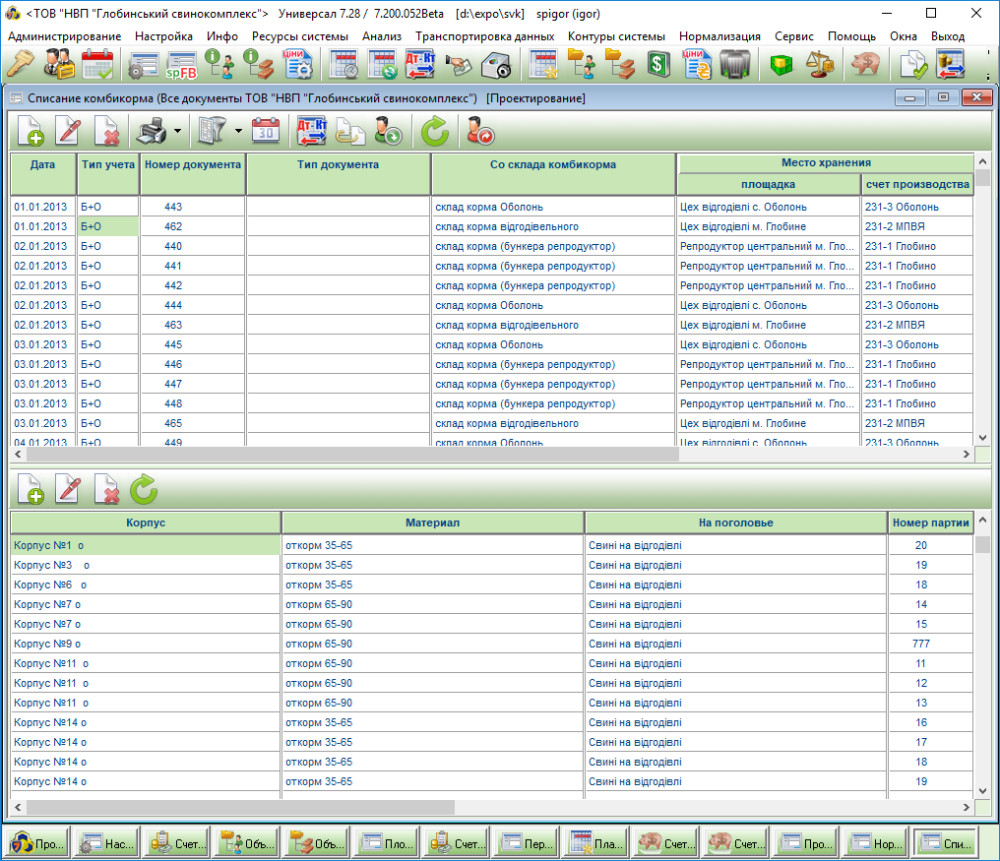 <ТОВ "НВП "Глобинський свинокомплекс">   Универсал 7.28 /  7.200.052Beta   [d:\expo\svk]   spigor (igor)
Администрирование Настройка Инфо Ресурсы системы Анализ Транспортировка данных Контуры системы Нормализация Сервис Помощь Окна Выход
spFB ЦІНИ Дт-Кт ЦІНИ
Списание комбикорма (Все документы ТОВ "НВП "Глобинський свинокомплекс")   [Проектирование]
30 Дт-Кт
Дата Тип учета Номер документа Тип документа Со склада комбикорма Место хранения
площадка счет производства
01.01.2013 Б+О 443 склад корма Оболонь Цех відгодівлі с. Оболонь 231-3 Оболонь
01.01.2013 Б+О 462 склад корма відгодівельного Цех відгодівлі м. Глобине 231-2 МПВЯ
02.01.2013 Б+О 440 склад корма (бункера репродуктор) Репродуктор центральний м. Гло... 231-1 Глобино
02.01.2013 Б+О 441 склад корма (бункера репродуктор) Репродуктор центральний м. Гло... 231-1 Глобино
02.01.2013 Б+О 442 склад корма (бункера репродуктор) Репродуктор центральний м. Гло... 231-1 Глобино
02.01.2013 Б+О 444 склад корма Оболонь Цех відгодівлі с. Оболонь 231-3 Оболонь
02.01.2013 Б+О 463 склад корма відгодівельного Цех відгодівлі м. Глобине 231-2 МПВЯ
03.01.2013 Б+О 445 склад корма Оболонь Цех відгодівлі с. Оболонь 231-3 Оболонь
03.01.2013 Б+О 446 склад корма (бункера репродуктор) Репродуктор центральний м. Гло... 231-1 Глобино
03.01.2013 Б+О 447 склад корма (бункера репродуктор) Репродуктор центральний м. Гло... 231-1 Глобино
03.01.2013 Б+О 448 склад корма (бункера репродуктор) Репродуктор центральний м. Гло... 231-1 Глобино
03.01.2013 Б+О 465 склад корма відгодівельного Цех відгодівлі м. Глобине 231-2 МПВЯ
04.01.2013 Б+О 449 склад корма Оболонь Цех відгодівлі с. Оболонь 231-3 Оболонь
Корпус Материал На поголовье Номер партии
Корпус №1  о откорм 35-65 Свині на відгодівлі 20
Корпус №3   о откорм 35-65 Свині на відгодівлі 19
Корпус №6  о откорм 35-65 Свині на відгодівлі 18
Корпус №7 о откорм 65-90 Свині на відгодівлі 14
Корпус №7 о откорм 65-90 Свині на відгодівлі 15
Корпус №9 о откорм 65-90 Свині на відгодівлі 777
Корпус №11  о откорм 65-90 Свині на відгодівлі 11
Корпус №11  о откорм 65-90 Свині на відгодівлі 12
Корпус №11  о откорм 65-90 Свині на відгодівлі 13
Корпус №14 о откорм 35-65 Свині на відгодівлі 16
Корпус №14 о откорм 35-65 Свині на відгодівлі 17
Корпус №14 о откорм 35-65 Свині на відгодівлі 18
Корпус №14 о откорм 35-65 Свині на відгодівлі 19
Про... Нас... Счет... Объ... Объ... Пло... Счет... Пер... Пла... Счет... Счет... Про... Нор... Спи...